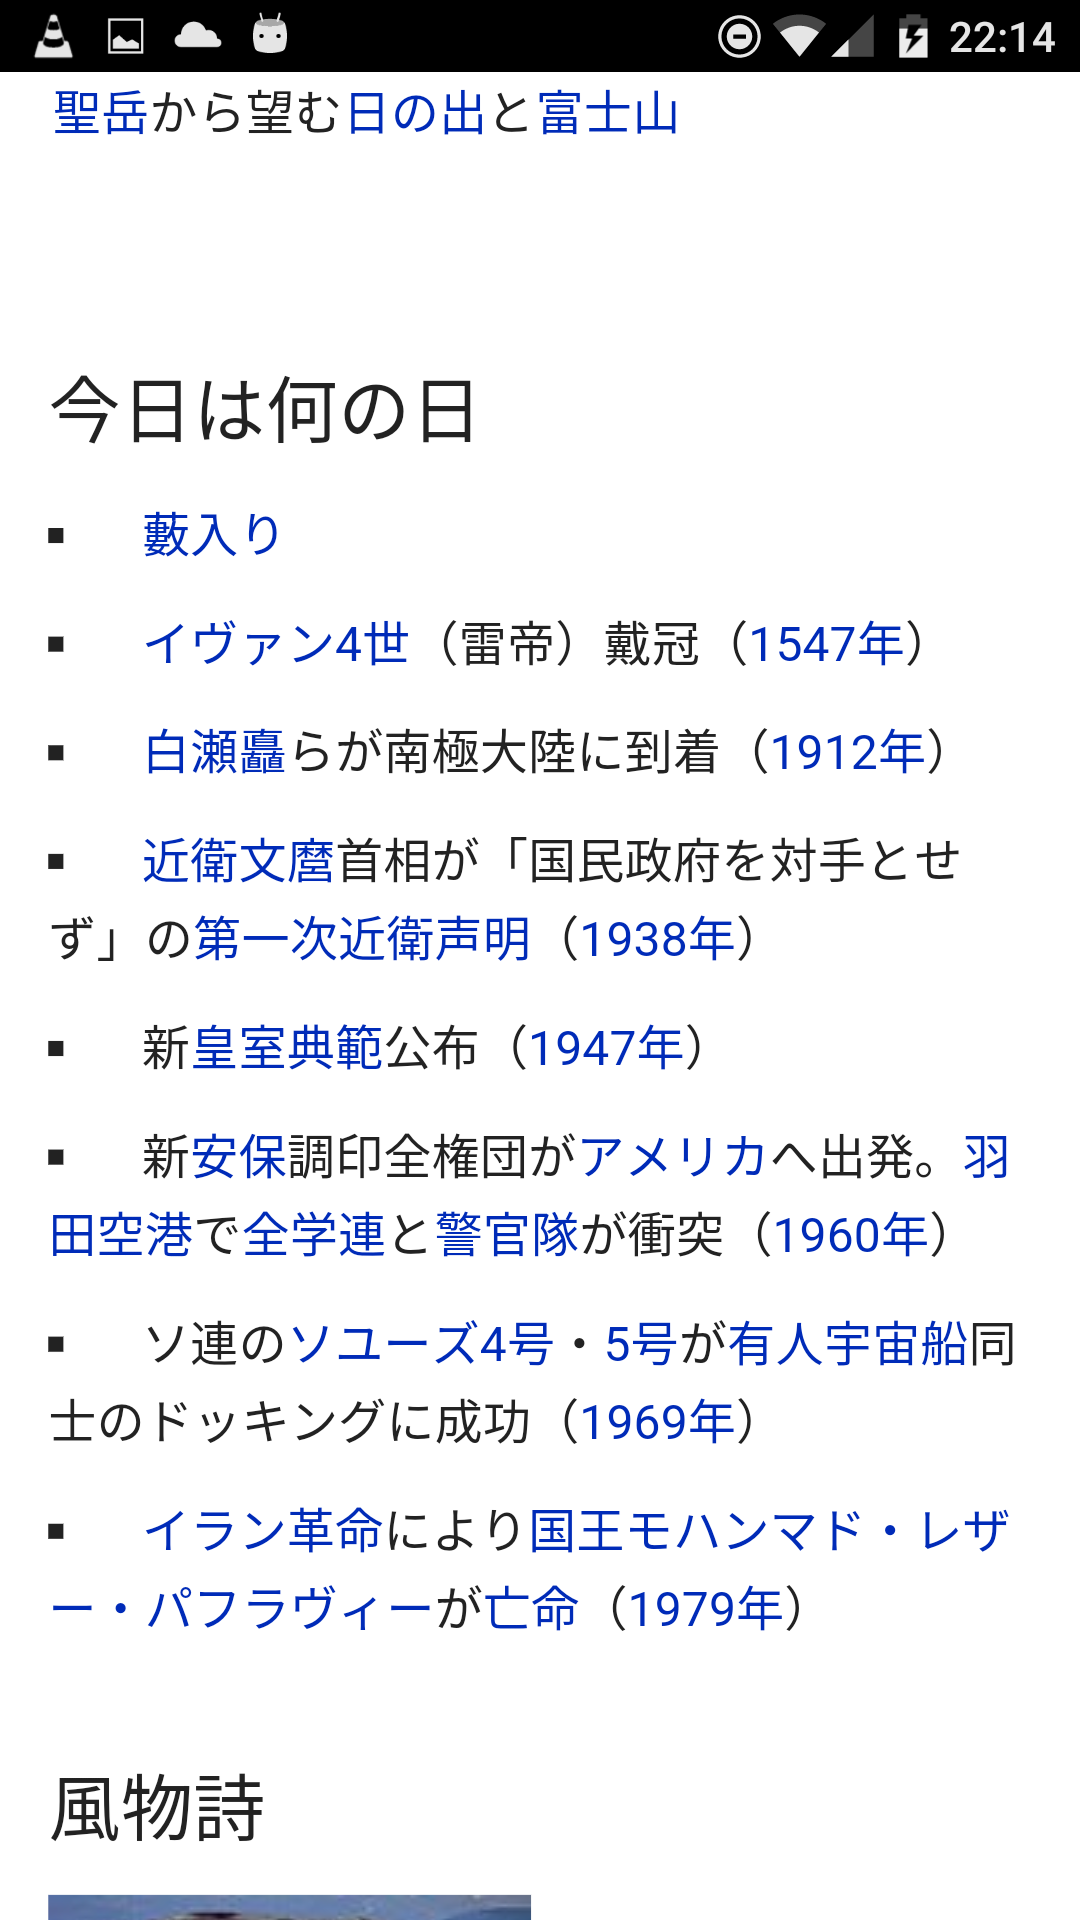 22:14
聖岳から望む日の出と富士山
今日は何の日
▪ 藪入り
▪ イヴァン4世（雷帝）戴冠（1547年）
▪ 白瀬矗らが南極大陸に到着（1912年）
▪ 近衛文麿首相が「国民政府を対手とせ
ず」の第一次近衛声明（1938年）
▪ 新皇室典範公布（1947年）
▪ 新安保調印全権団がアメリカへ出発。羽
田空港で全学連と警官隊が衝突（1960年）
▪ ソ連のソユーズ4号・5号が有人宇宙船同
士のドッキングに成功（1969年）
▪ イラン革命により国王モハンマド・レザ
ー・パフラヴィーが亡命（1979年）
風物詩